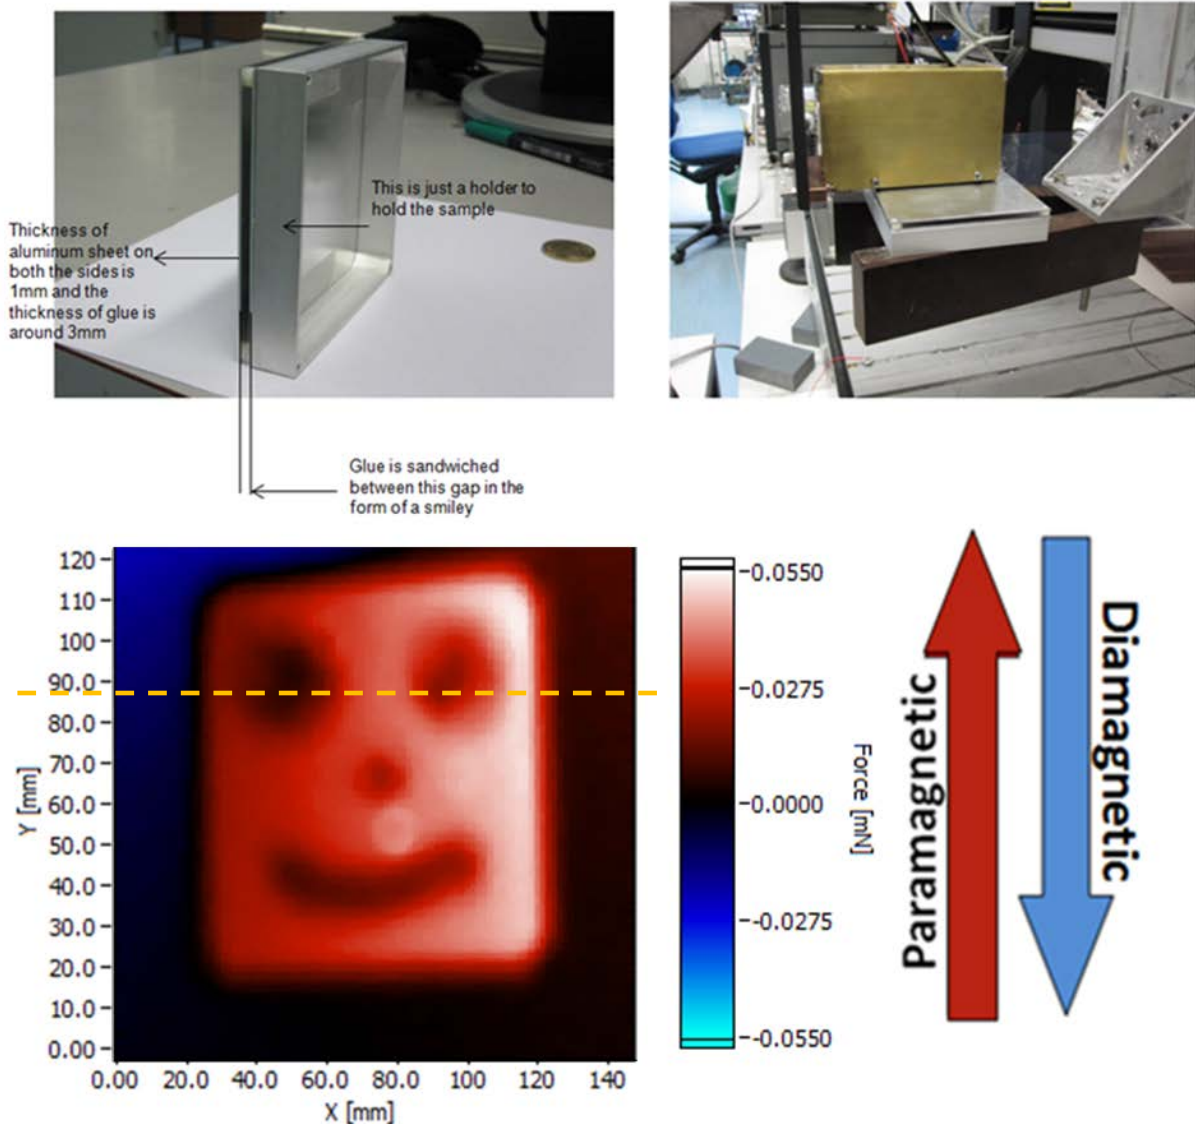 This is just a holder to
hold the sample
Thickness of
aluminum sheet on
both the sides is
1mm and the
thickness of glue is
around 3mm
Glue is sandwiched
between this gap in the
form of a smiley
120
110
100
90.0
80.0
70.0
60.0
50.0
40.0
30.0
20.0
10.0
0.00
Y [mm]
0.00 20.0 40.0 60.0 80.0 100 120 140
X [mm]
0.0550
0.0275
0.0000
-0.0275
-0.0550
Force [mN]
Paramagnetic
Diamagnetic